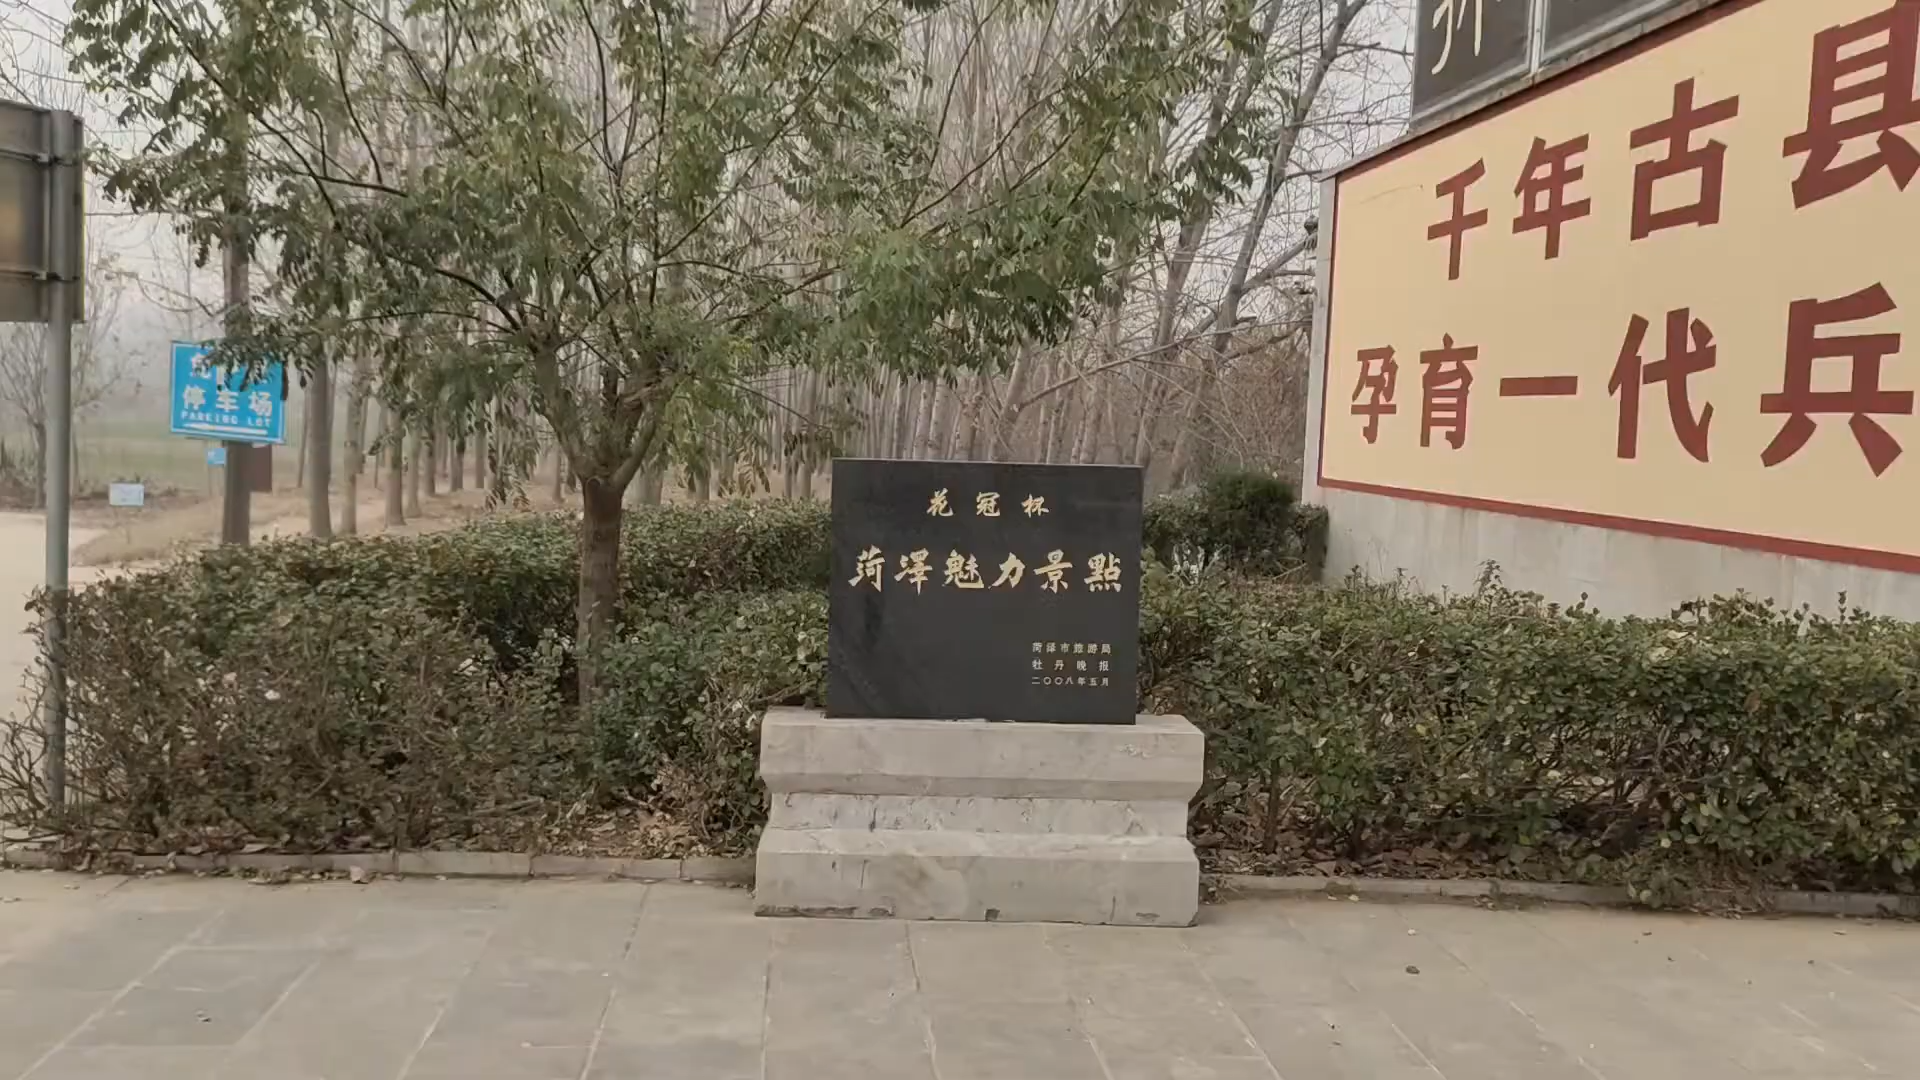 停车场
PARKING LOT
花冠杯
菏澤魅力景點
菏泽市旅游局
牡丹晚报
二〇〇八年五月
千年古县
孕育一代兵